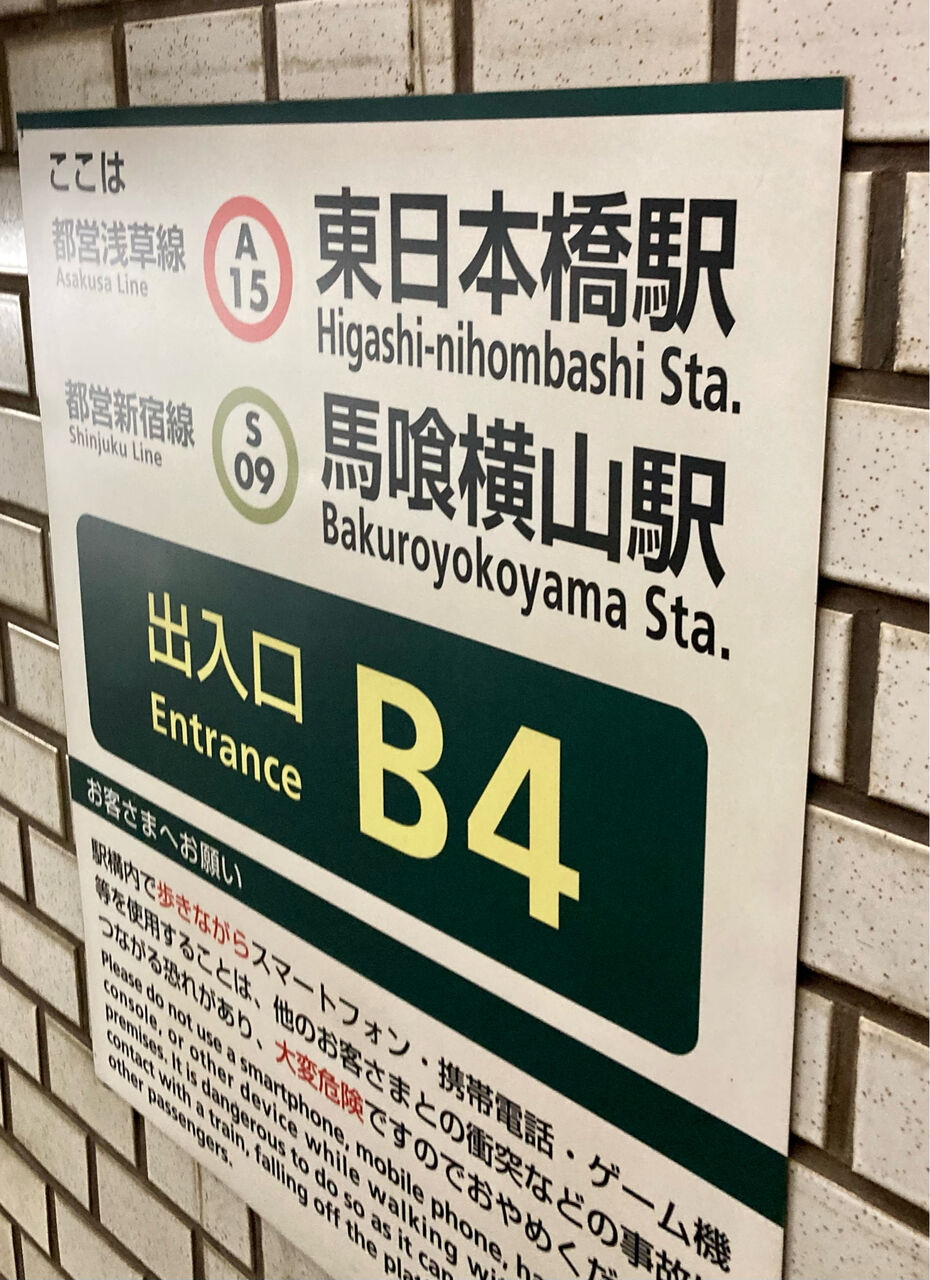 ここは
都営浅草線
Asakusa Line
A
15
東日本橋駅
Higashi-nihombashi Sta.
都営新宿線
Shinjuku Line
S
09
馬喰横山駅
Bakuroyokoyama Sta.
出入口
Entrance
B4
お客さまへお願い
駅構内で歩きながらスマートフォン・携帯電話・ゲーム機
等を使用することは、他のお客さまとの衝突などの事故
つながる恐れがあり、大変危険ですのでおやめくだ
Please do not use a smartphone, mobile phone,
console, or other device while walking
premises. It is dangerous to do so as it can
contact with a train, falling off the
other passengers.